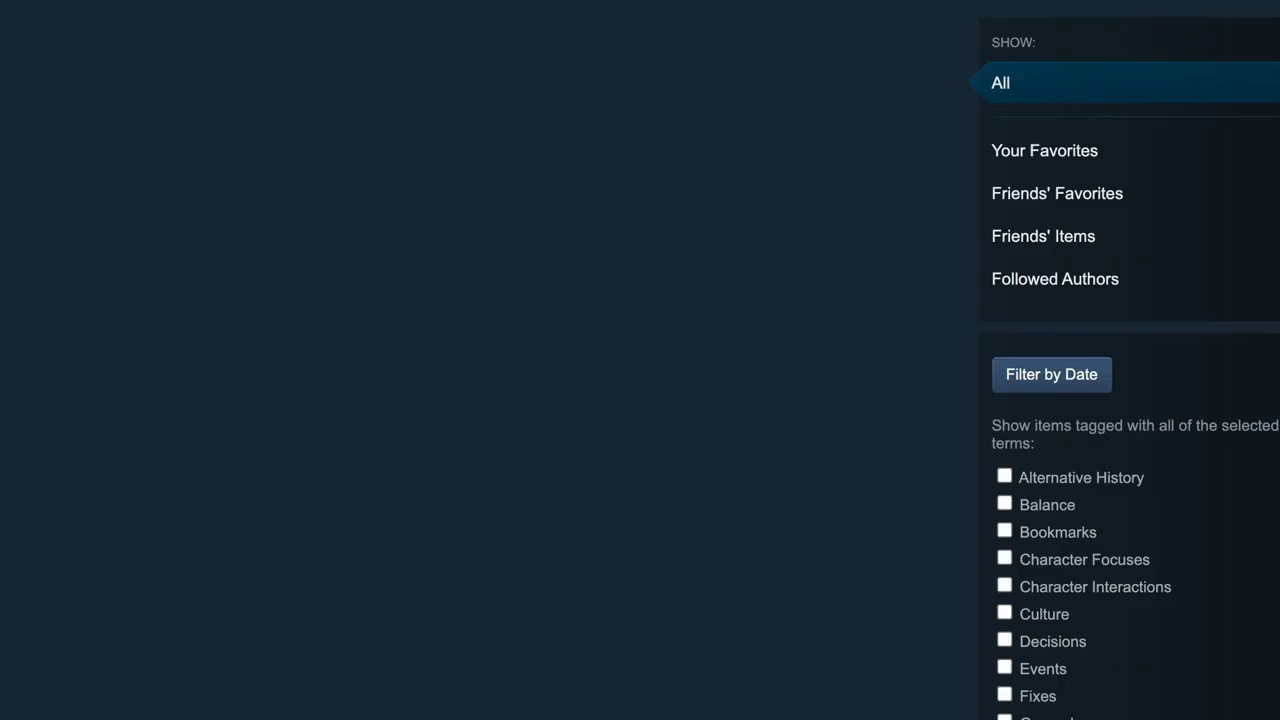 SHOW:
All
Your Favorites
Friends' Favorites
Friends' Items
Followed Authors
Filter by Date
Show items tagged with all of the selected
terms:
Alternative History
Balance
Bookmarks
Character Focuses
Character Interactions
Culture
Decisions
Events
Fixes